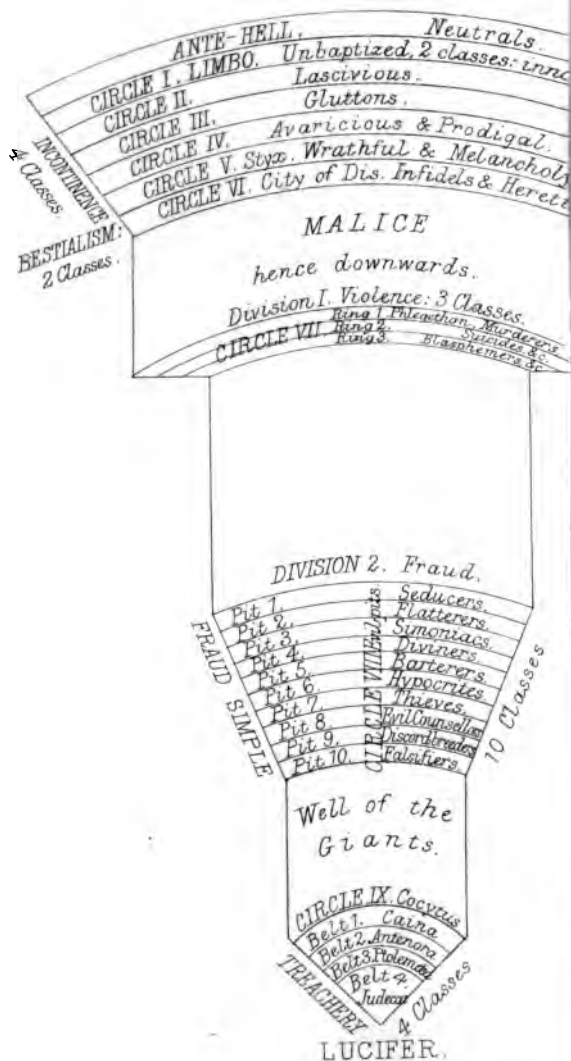 ANTE-HELL. Neutrals.
CIRCLE I. LIMBO. Unbaptized, 2 classes: inno
CIRCLE II. Lascivious.
CIRCLE III. Gluttons.
CIRCLE IV. Avaricious & Prodigal.
CIRCLE V. Styx. Wrathful & Melancholy
CIRCLE VI. City of Dis. Infidels & Heret
INCONTINENCE
4 Classes.
BESTIALISM:
2 Classes.
MALICE
hence downwards.
Division I. Violence: 3 Classes.
CIRCLE VII.
Ring 1. Phlegethon. Murderers.
Ring 2. Suicides &c.
Ring 3. Blasphemers &c
DIVISION 2. Fraud.
FRAUD SIMPLE
CIRCLE VIII
Pit 1. Seducers.
Pit 2. Flatterers.
Pit 3. Simoniacs.
Pit 4. Diviners.
Pit 5. Barterers.
Pit 6 Hypocrites.
Pit 7. Thieves.
Pit 8. Evil Counsellors
Pit 9. Discordbreeders
Pit 10. Falsifiers.
10 Classes
Well of the
Giants.
CIRCLE IX. Cocytus
Belt 1. Caina
Belt 2. Antenora
Belt 3. Ptolemæa
Belt 4.
Judecca
TREACHERY
4 Classes
LUCIFER.